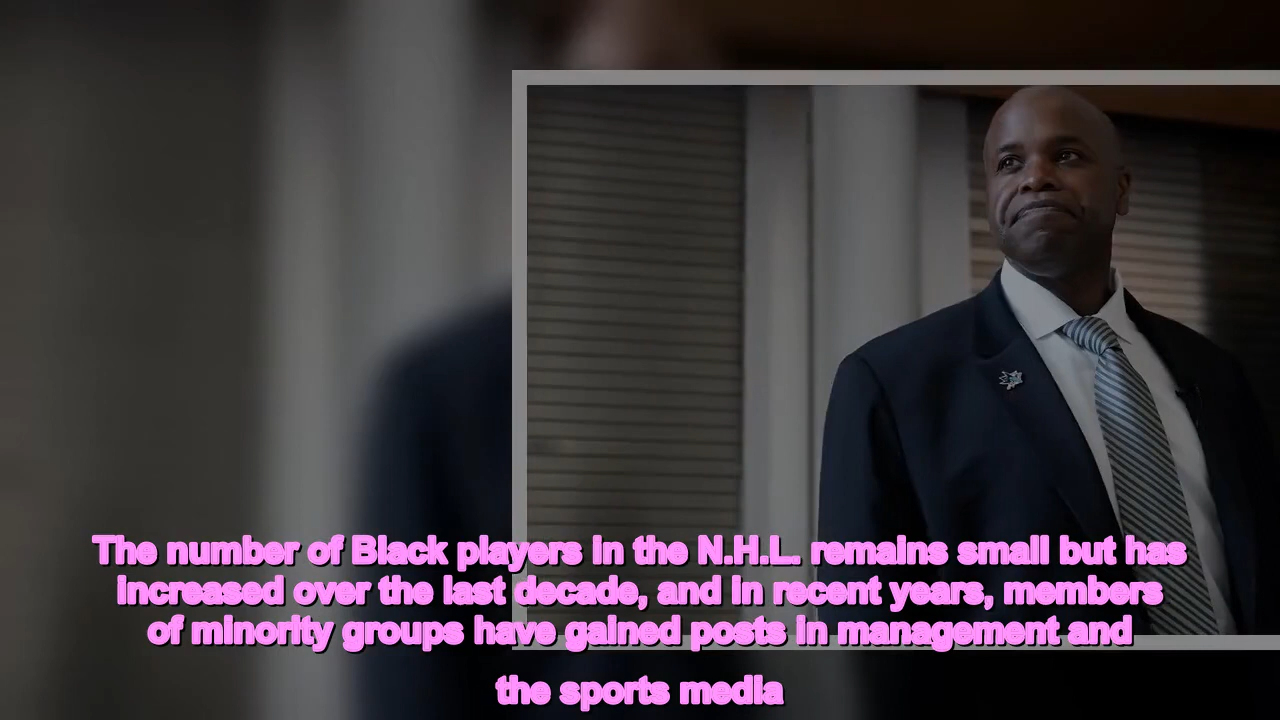 The number of Black players in the N.H.L. remains small but has
increased over the last decade, and in recent years, members
of minority groups have gained posts in management and
the sports media